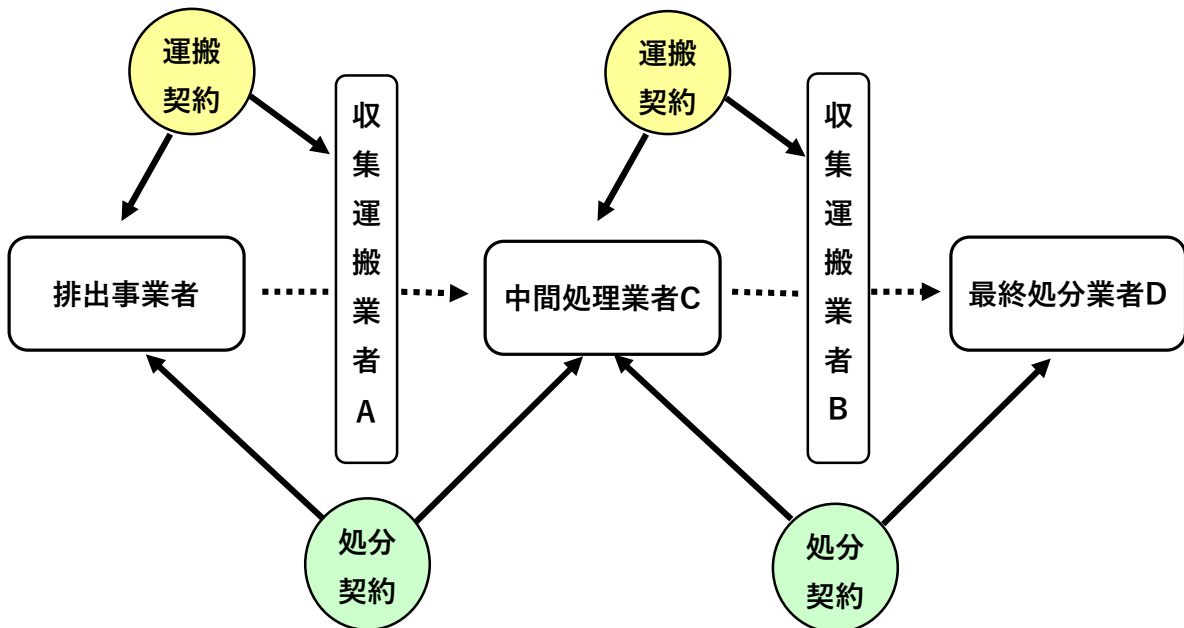 運搬
契約
運搬
契約
収集運搬業者A
収集運搬業者B
排出事業者
中間処理業者C
最終処分業者D
処分
契約
処分
契約